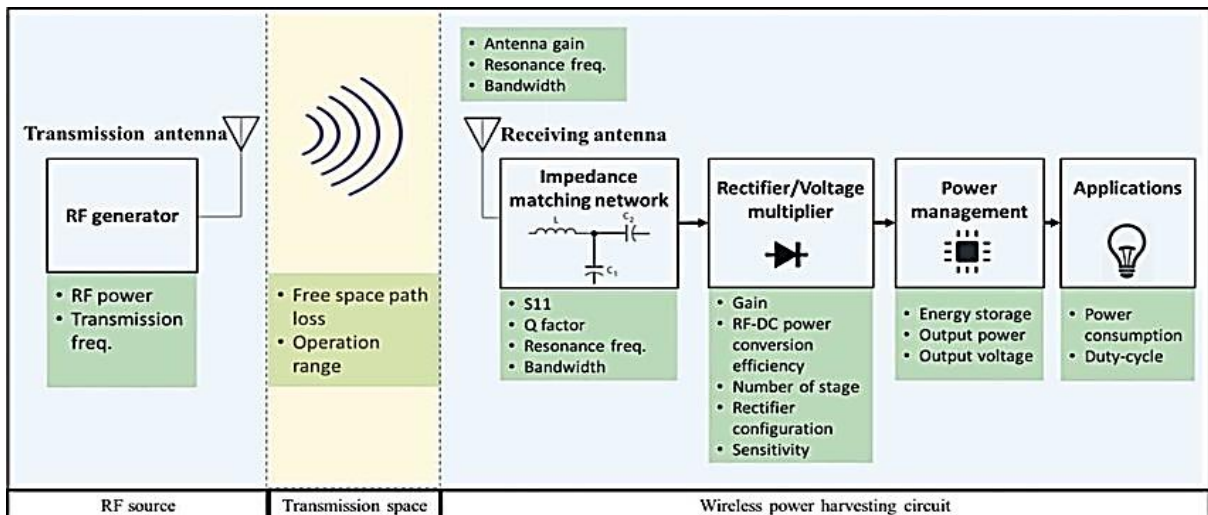 Transmission antenna
RF generator
• RF power
• Transmission
freq.
RF source
• Free space path
loss
• Operation
range
Transmission space
• Antenna gain
• Resonance freq.
• Bandwidth
Receiving antenna
Impedance
matching network
L
C2
C1
• S11
• Q factor
• Resonance freq.
• Bandwidth
Rectifier/Voltage
multiplier
• Gain
• RF-DC power
conversion
efficiency
• Number of stage
• Rectifier
configuration
• Sensitivity
Power
management
• Energy storage
• Output power
• Output voltage
Applications
• Power
consumption
• Duty-cycle
Wireless power harvesting circuit